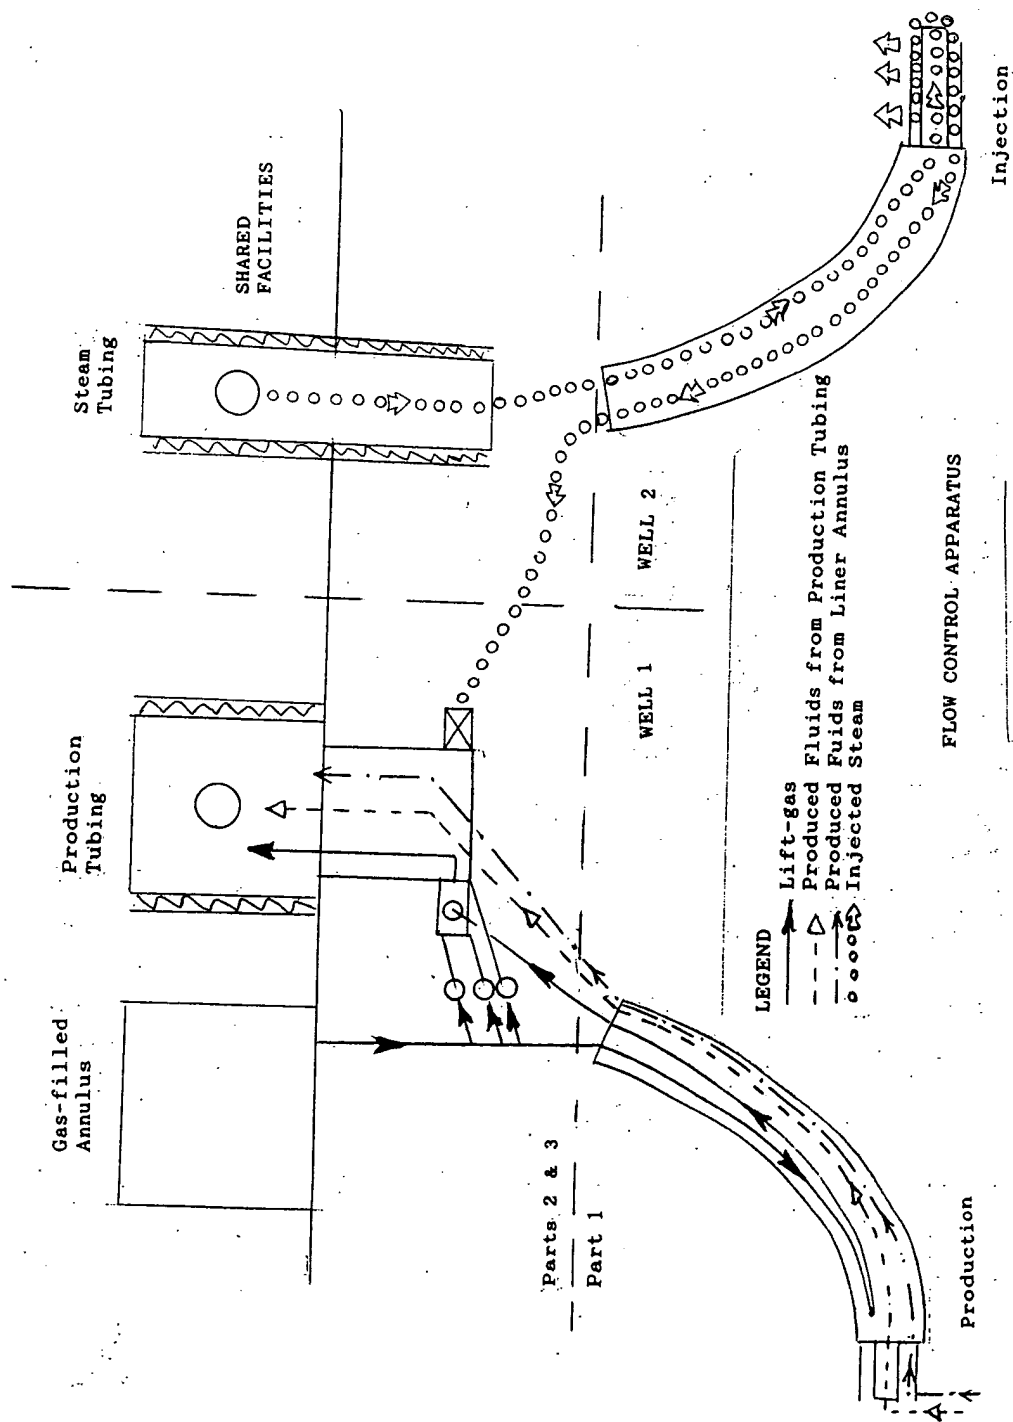 Gas-filled
Annulus
Production
Tubing
Steam
Tubing
SHARED
FACILITIES
Parts 2 & 3
Part 1
WELL 1
WELL 2
Production
Injection
LEGEND
Lift-gas
Produced Fluids from Production Tubing
Produced Fuids from Liner Annulus
Injected Steam
FLOW CONTROL APPARATUS